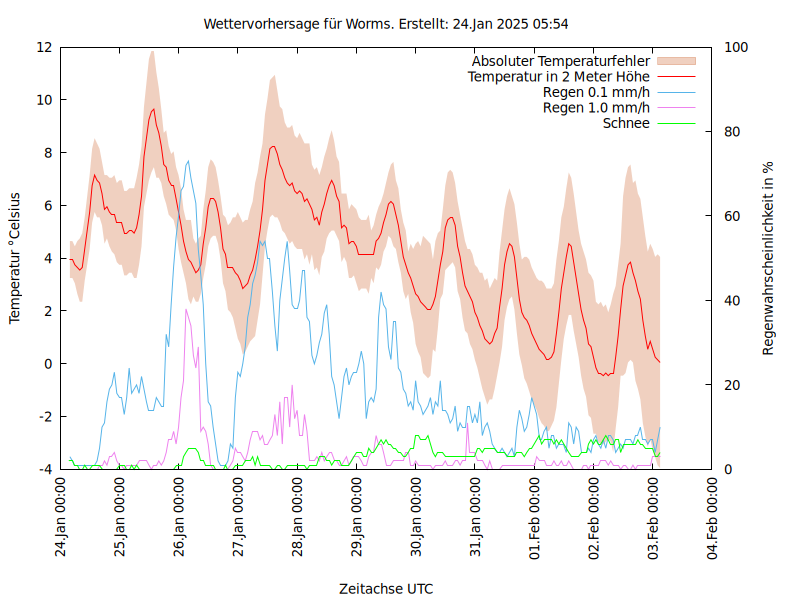 Wettervorhersage für Worms. Erstellt: 24.Jan 2025 05:54
Absoluter Temperaturfehler
Temperatur in 2 Meter Höhe
Regen 0.1 mm/h
Regen 1.0 mm/h
Schnee
Temperatur °Celsius
12
10
8
6
4
2
0
-2
-4
100
80
60
40
20
0
Regenwahrscheinlichkeit in %
24.Jan 00:00
25.Jan 00:00
26.Jan 00:00
27.Jan 00:00
28.Jan 00:00
29.Jan 00:00
30.Jan 00:00
31.Jan 00:00
01.Feb 00:00
02.Feb 00:00
03.Feb 00:00
04.Feb 00:00
Zeitachse UTC